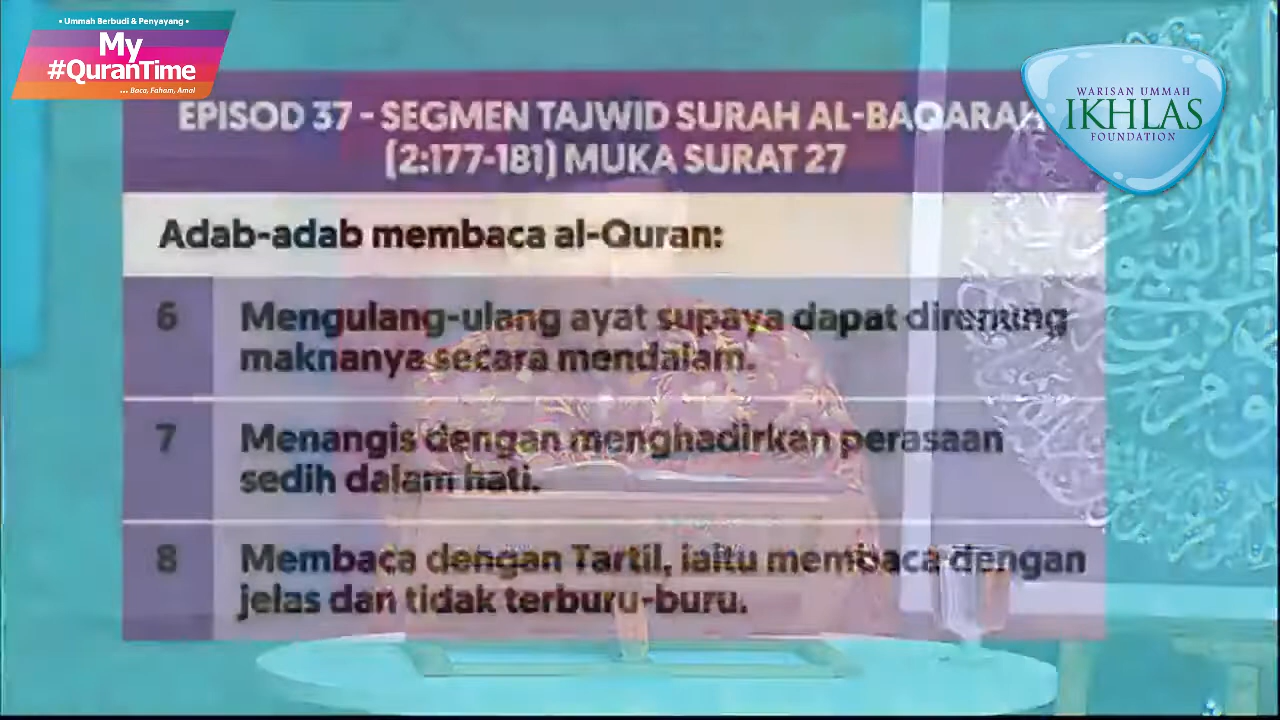 • Ummah Berbudi & Penyayang •
My
#QuranTime
... Baca, Faham, Amal
WARISAN UMMAH
IKHLAS
FOUNDATION
EPISOD 37 - SEGMEN TAJWID SURAH AL-BAQARAH
(2:177-181) MUKA SURAT 27
Adab-adab membaca al-Quran:
6 Mengulang-ulang ayat supaya dapat direnung
maknanya secara mendalam.
7 Menangis dengan menghadirkan perasaan
sedih dalam hati.
8 Membaca dengan Tartil, iaitu membaca dengan
jelas dan tidak terburu-buru.